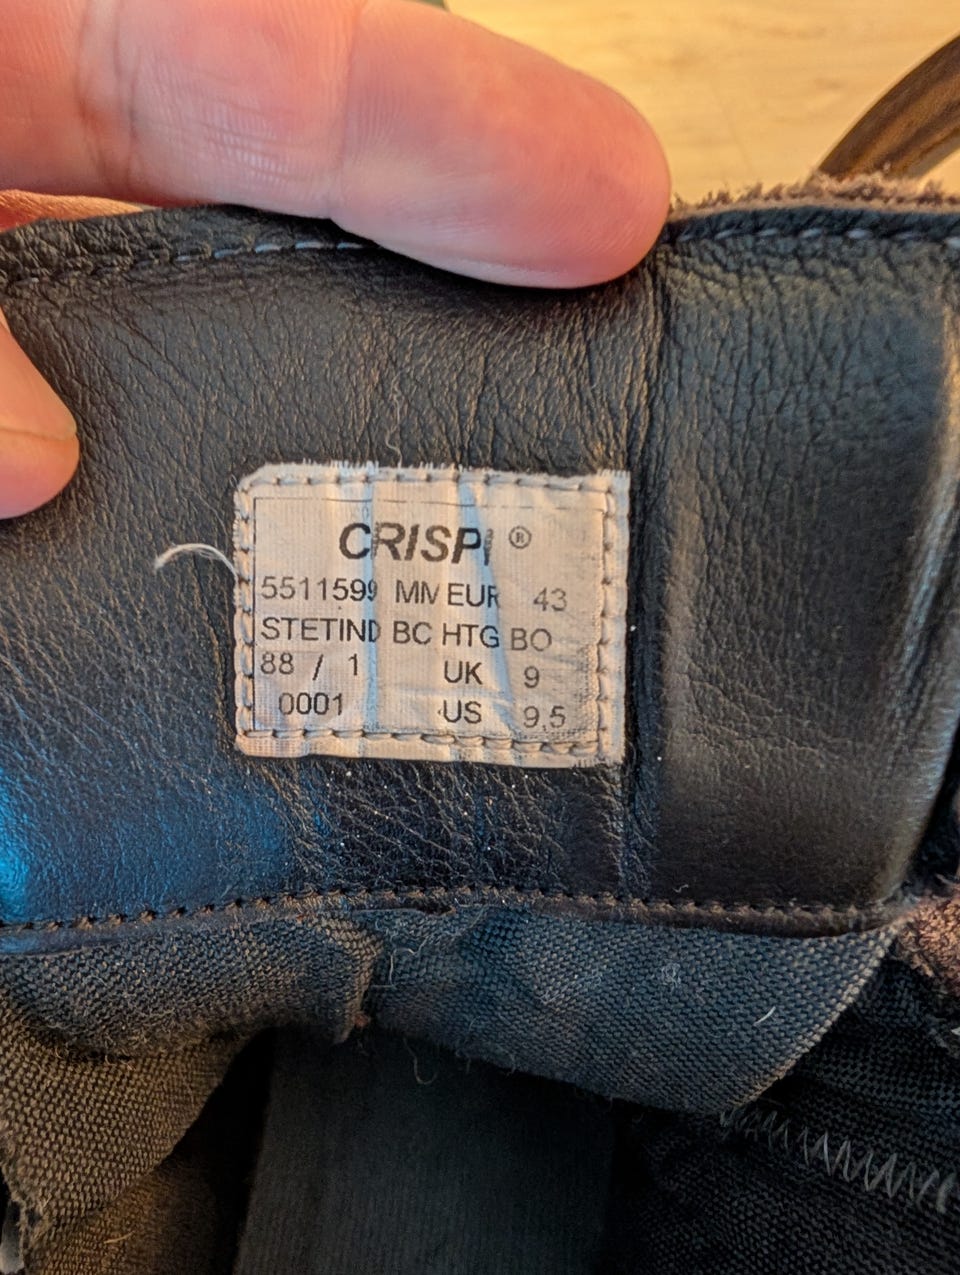 CRISPI ®
5511599 MM EUR 43
STETIND BC HTG BO
88 / 1 UK 9
0001 US 9.5